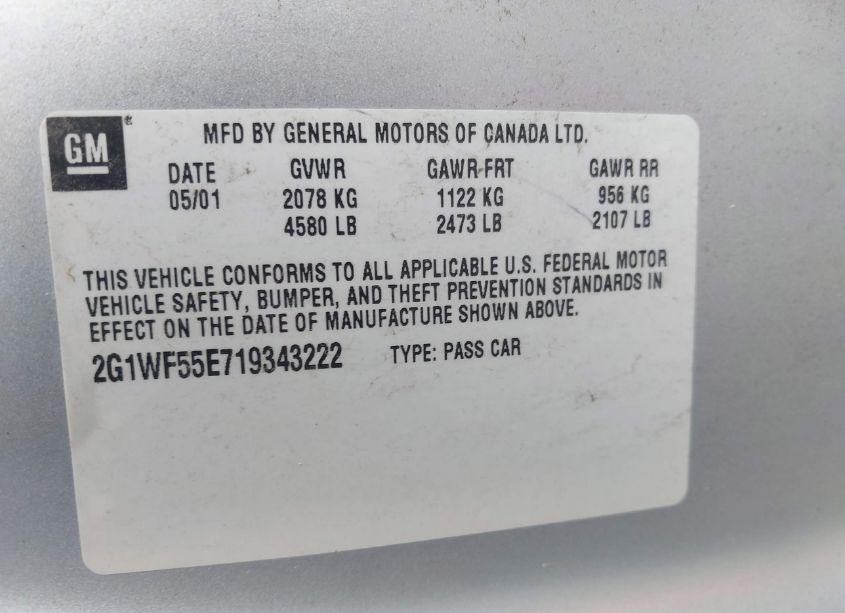 GM
MFD BY GENERAL MOTORS OF CANADA LTD.
DATE GVWR GAWR FRT GAWR RR
05/01 2078 KG 1122 KG 956 KG
4580 LB 2473 LB 2107 LB
THIS VEHICLE CONFORMS TO ALL APPLICABLE U.S. FEDERAL MOTOR
VEHICLE SAFETY, BUMPER, AND THEFT PREVENTION STANDARDS IN
EFFECT ON THE DATE OF MANUFACTURE SHOWN ABOVE.
2G1WF55E719343222 TYPE: PASS CAR